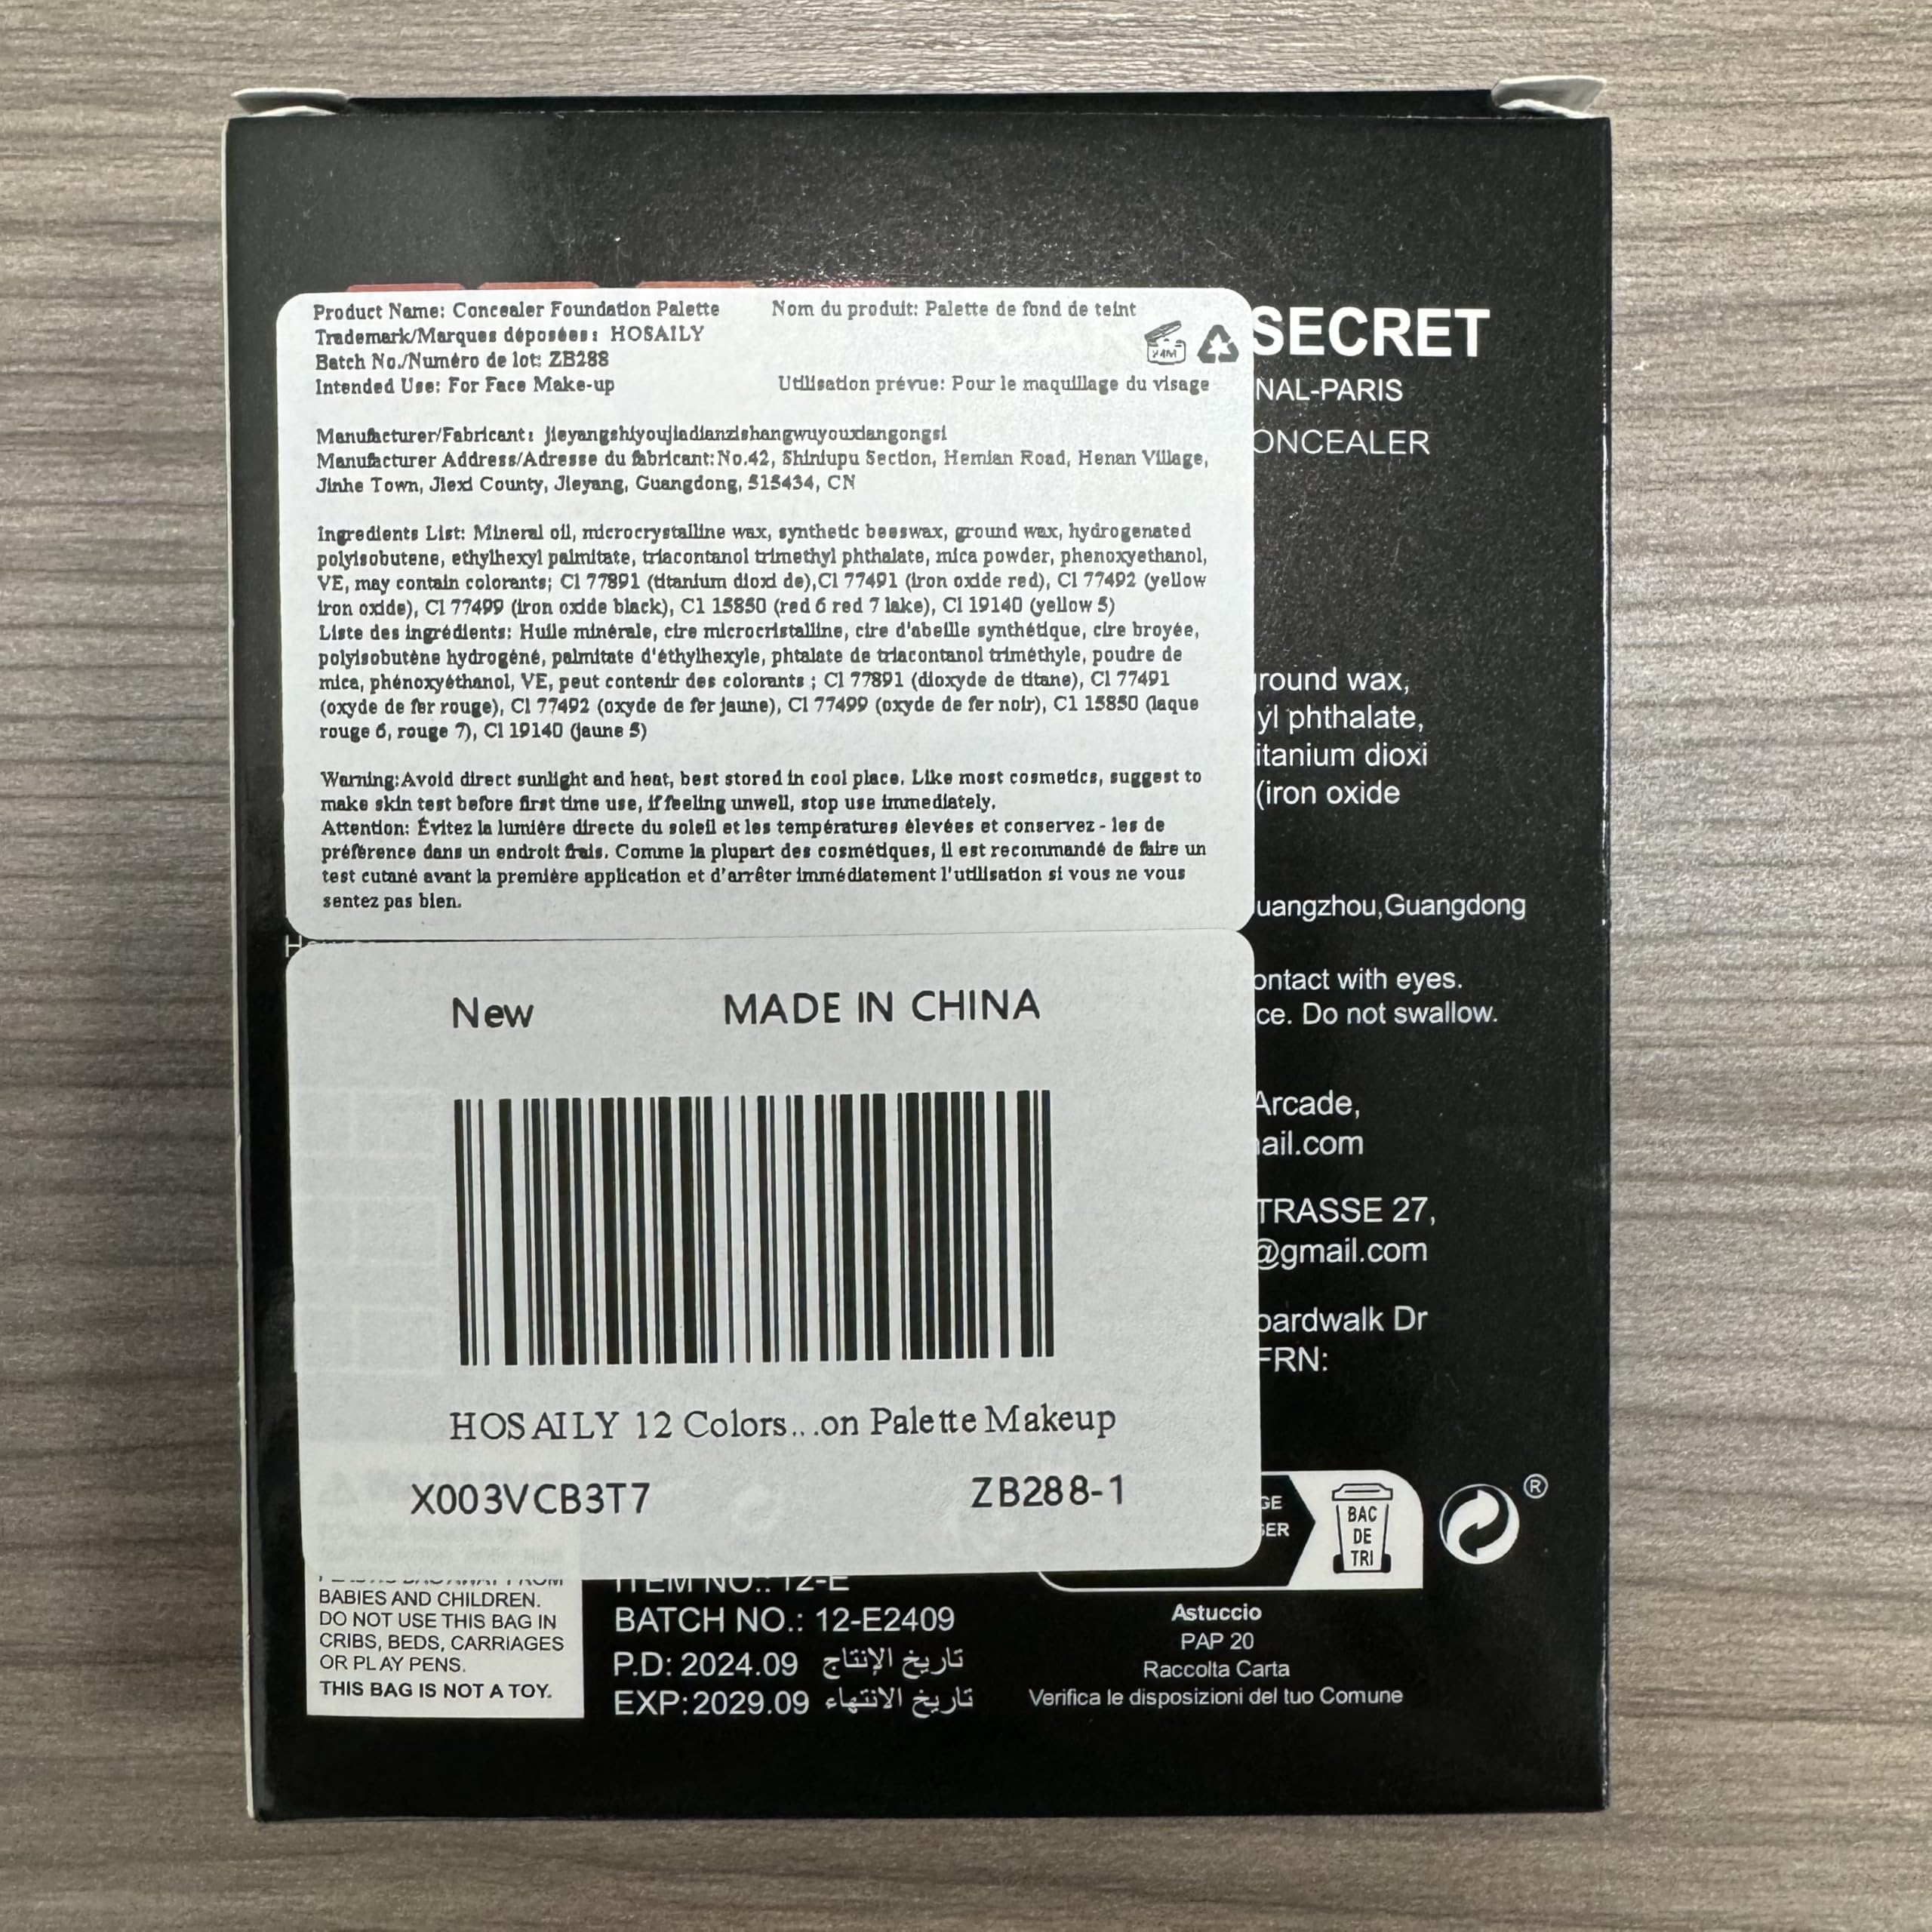 Product Name: Concealer Foundation Palette Nom du produit: Palette de fond de teint
Trademark/Marques déposées: HOSAILY
Batch No./Numéro de lot: ZB288
Intended Use: For Face Make-up Utilisation prévue: Pour le maquillage du visage
Manufacturer/Fabricant: jieyangshiyoujiadianzishangwuyouxiangongsi
Manufacturer Address/Adresse du fabricant:No.42, Shinlupu Section, Hemian Road, Henan Village,
Jinhe Town, Jiexi County, Jieyang, Guangdong, 515434, CN
Ingredients List: Mineral oil, microcrystalline wax, synthetic beeswax, ground wax, hydrogenated
polyisobutene, ethylhexyl palmitate, triacontanol trimethyl phthalate, mica powder, phenoxyethanol,
VE, may contain colorants; Cl 77891 (titanium dioxi de),Cl 77491 (iron oxide red), Cl 77492 (yellow
iron oxide), Cl 77499 (iron oxide black), C1 15850 (red 6 red 7 lake), Cl 19140 (yellow 5)
Liste des ingrédients: Huile minérale, cire microcristalline, cire d'abeille synthétique, cire broyée,
polyisobutène hydrogéné, palmitate d'éthylhexyle, phtalate de triacontanol triméthyle, poudre de
mica, phénoxyéthanol, VE, peut contenir des colorants ; Cl 77891 (dioxyde de titane), Cl 77491
(oxyde de fer rouge), Cl 77492 (oxyde de fer jaune), Cl 77499 (oxyde de fer noir), C1 15850 (laque
rouge 6, rouge 7), Cl 19140 (jaune 5)
Warning:Avoid direct sunlight and heat, best stored in cool place. Like most cosmetics, suggest to
make skin test before first time use, if feeling unwell, stop use immediately.
Attention: Évitez la lumière directe du soleil et les températures élevées et conservez - les de
préférence dans un endroit frais. Comme la plupart des cosmétiques, il est recommandé de faire un
test cutané avant la première application et d'arrêter immédiatement l'utilisation si vous ne vous
sentez pas bien.
New MADE IN CHINA
HOSAILY 12 Colors...on Palette Makeup
X003VCB3T7 ZB288-1
SECRET
NAL-PARIS
ONCEALER
round wax,
yl phthalate,
itanium dioxi
(iron oxide
uangzhou,Guangdong
ontact with eyes.
ce. Do not swallow.
Arcade,
ail.com
TRASSE 27,
@gmail.com
oardwalk Dr
FRN:
BAC
DE
TRI
®
BABIES AND CHILDREN.
DO NOT USE THIS BAG IN
CRIBS, BEDS, CARRIAGES
OR PLAY PENS.
THIS BAG IS NOT A TOY.
ITEM NO.: 12-E
BATCH NO.: 12-E2409
P.D: 2024.09 تاريخ الإنتاج
EXP:2029.09 تاريخ الانتهاء
Astuccio
PAP 20
Raccolta Carta
Verifica le disposizioni del tuo Comune